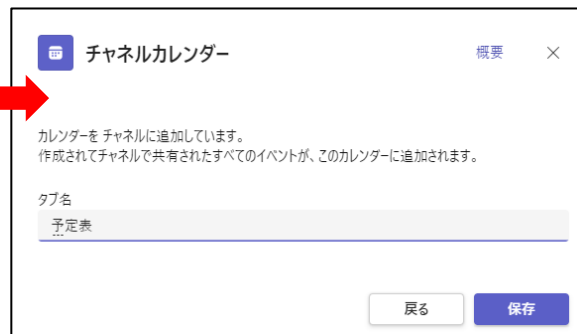 チャネルカレンダー
概要
カレンダーを チャネルに追加しています。
作成されてチャネルで共有されたすべてのイベントが、このカレンダーに追加されます。
タブ名
予定表
戻る
保存